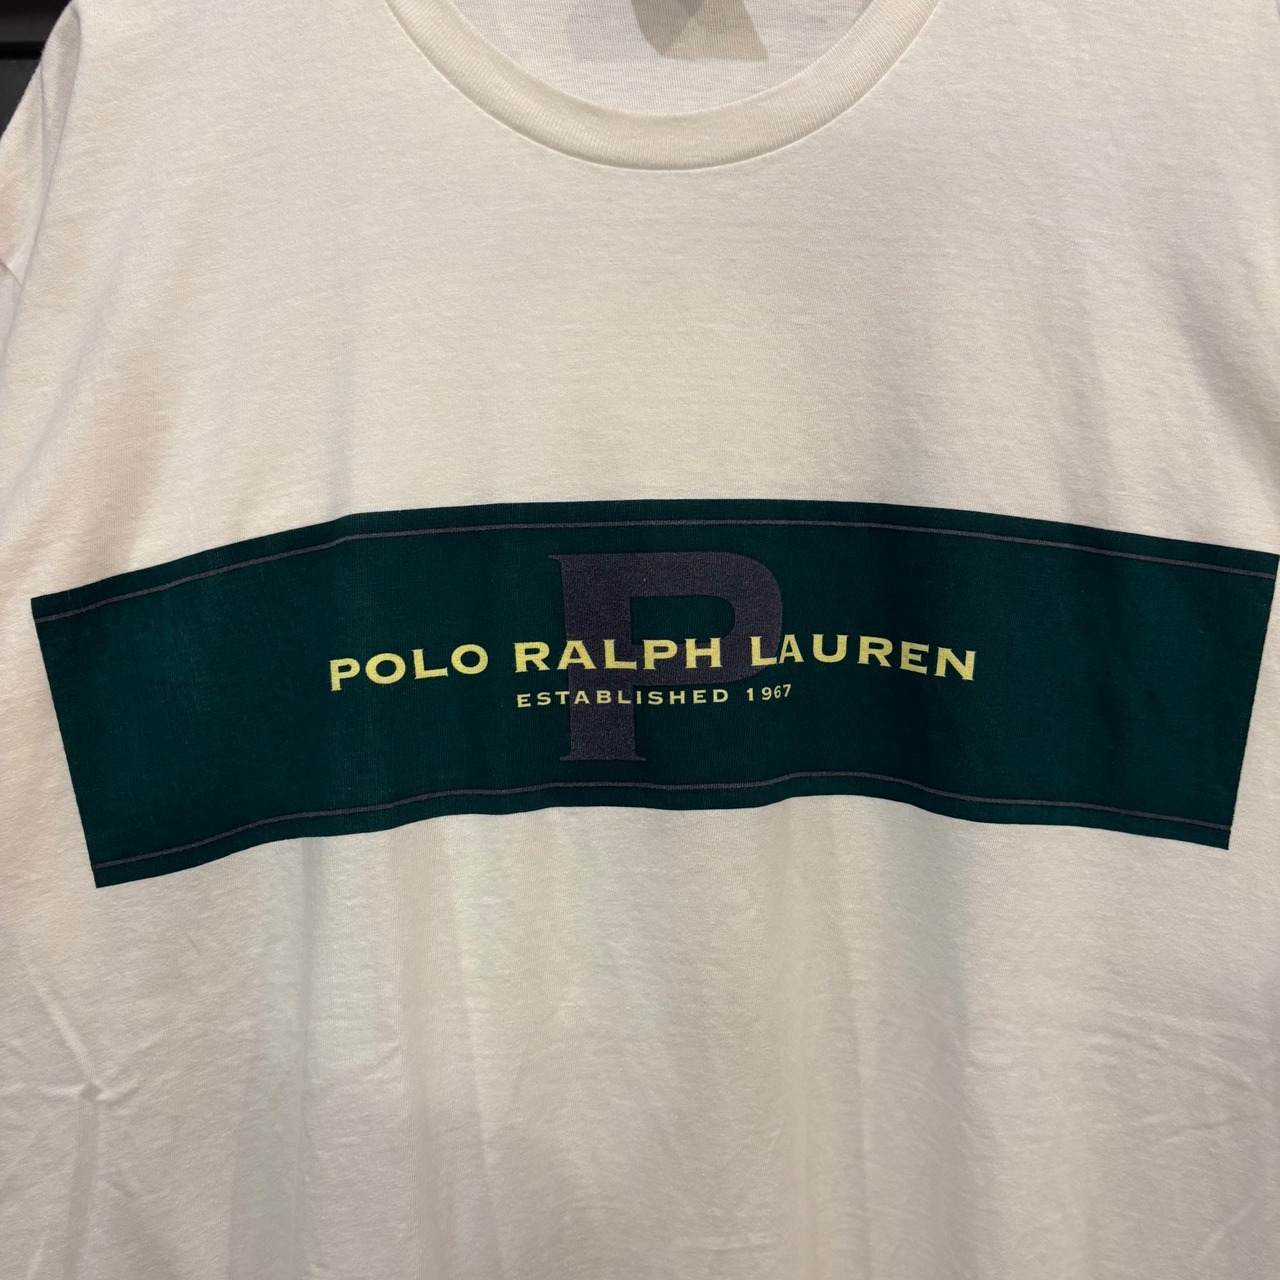 P
POLO RALPH LAUREN
ESTABLISHED 1967